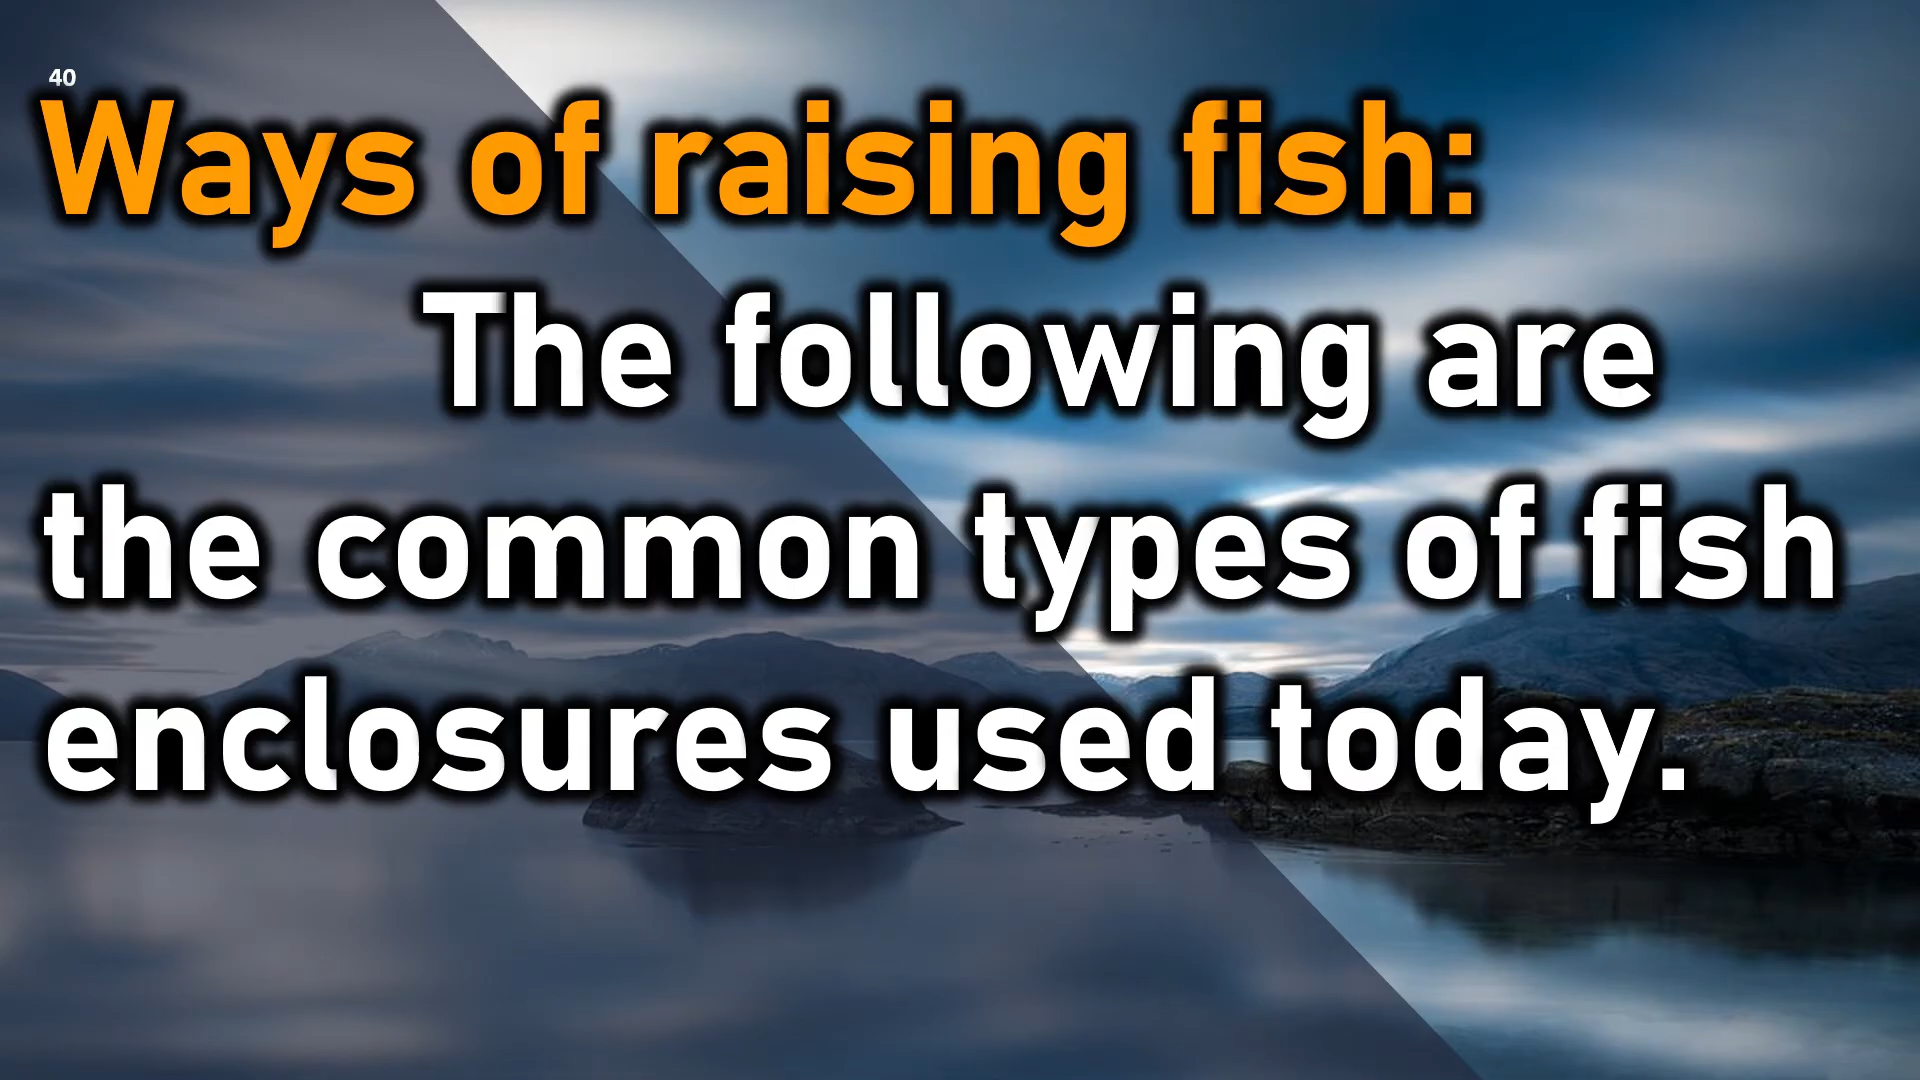 40
Ways of raising fish:
The following are
the common types of fish
enclosures used today.